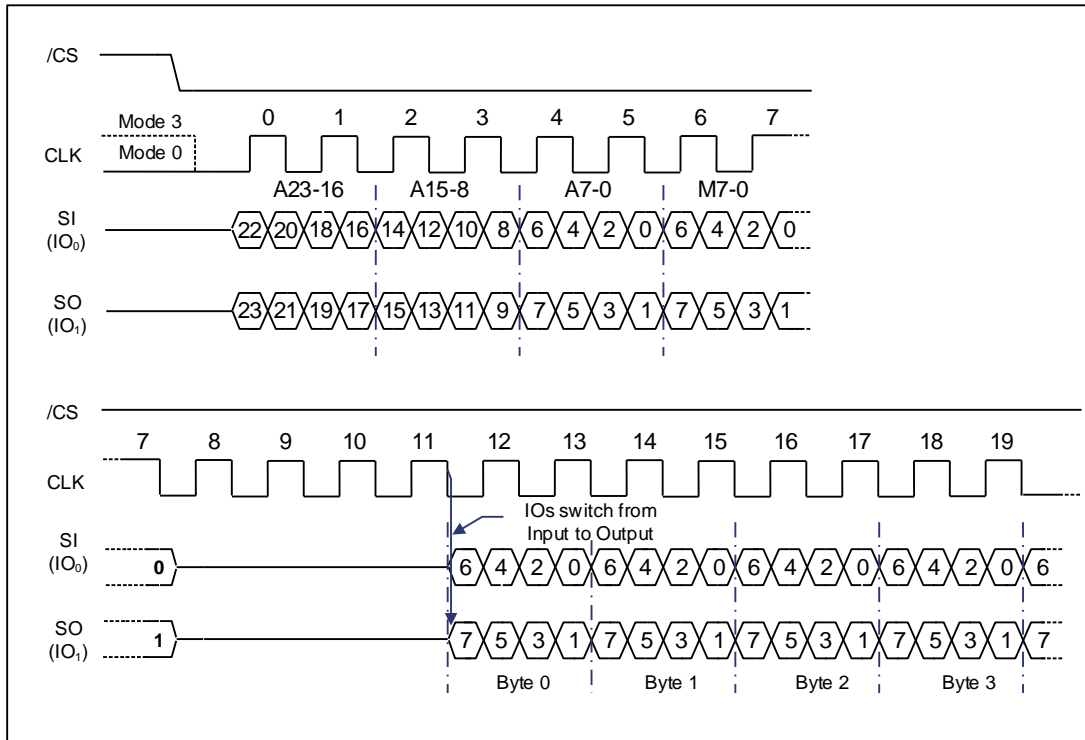 /CS
0 1 2 3 4 5 6 7
Mode 3
CLK
Mode 0
A23-16 A15-8 A7-0 M7-0
SI
(IO₀)
22 20 18 16 14 12 10 8 6 4 2 0 6 4 2 0
SO
(IO₁)
23 21 19 17 15 13 11 9 7 5 3 1 7 5 3 1
/CS
7 8 9 10 11 12 13 14 15 16 17 18 19
CLK
IOs switch from
Input to Output
SI
(IO₀)
0 6 4 2 0 6 4 2 0 6 4 2 0 6 4 2 0 6
SO
(IO₁)
1 7 5 3 1 7 5 3 1 7 5 3 1 7 5 3 1 7
Byte 0 Byte 1 Byte 2 Byte 3